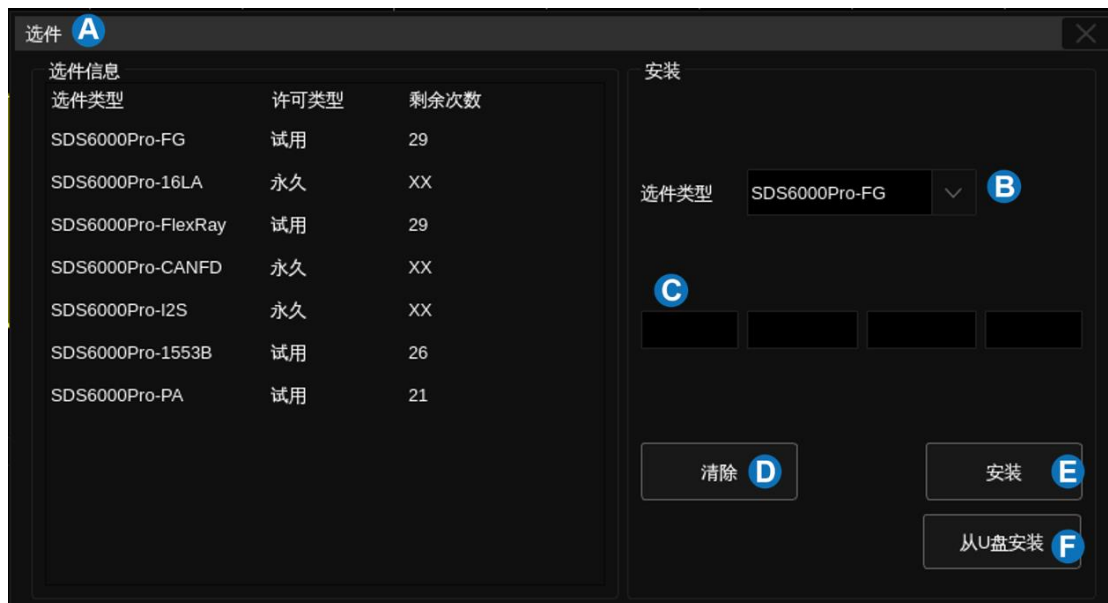 选件 A
选件信息
选件类型 许可类型 剩余次数
SDS6000Pro-FG 试用 29
SDS6000Pro-16LA 永久 XX
SDS6000Pro-FlexRay 试用 29
SDS6000Pro-CANFD 永久 XX
SDS6000Pro-I2S 永久 XX
SDS6000Pro-1553B 试用 26
SDS6000Pro-PA 试用 21
安装
选件类型 SDS6000Pro-FG B
C
清除 D 安装 E
从U盘安装 F